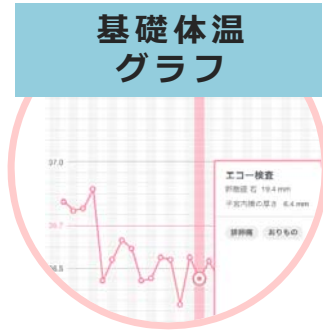 基礎体温
グラフ
37.0
36.7
36.5
エコー検査
卵胞径 右 19.4 mm
子宮内膜の厚さ 6.4 mm
排卵痛 おりもの